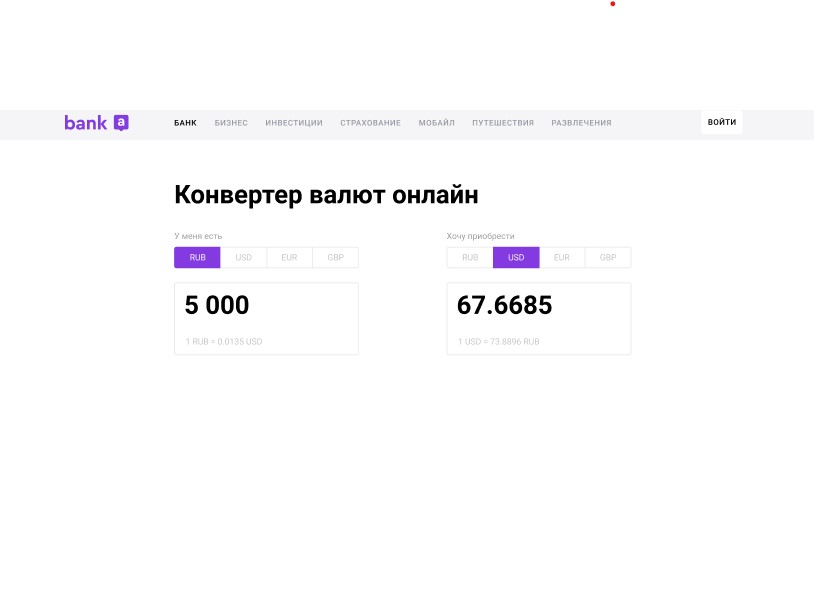 bank a
БАНК БИЗНЕС ИНВЕСТИЦИИ СТРАХОВАНИЕ МОБАЙЛ ПУТЕШЕСТВИЯ РАЗВЛЕЧЕНИЯ ВОЙТИ
Конвертер валют онлайн
У меня есть
RUB USD EUR GBP
5 000
1 RUB = 0.0135 USD
Хочу приобрести
RUB USD EUR GBP
67.6685
1 USD = 73.8896 RUB